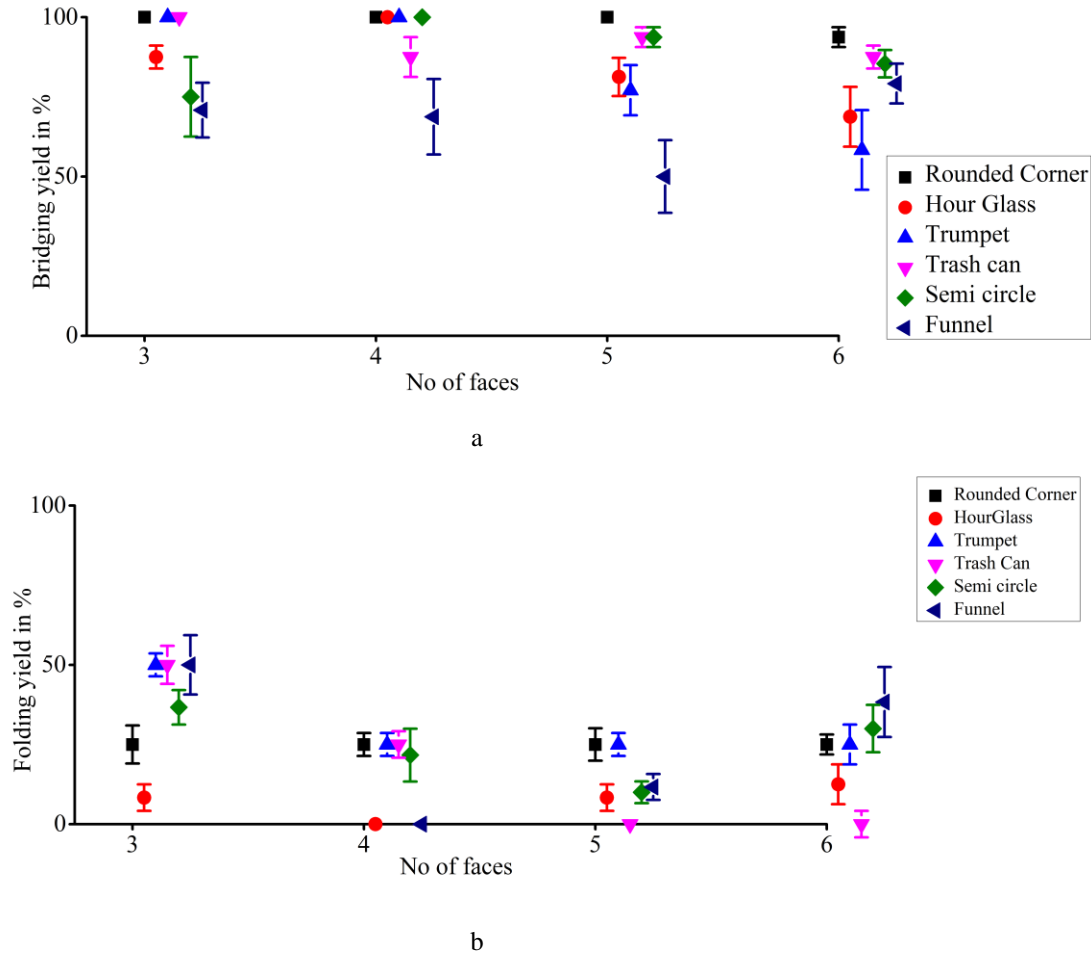 100
50
0
Bridging yield in %
3 4 5 6
No of faces
Rounded Corner
Hour Glass
Trumpet
Trash can
Semi circle
Funnel
a
100
50
0
Folding yield in %
3 4 5 6
No of faces
Rounded Corner
HourGlass
Trumpet
Trash Can
Semi circle
Funnel
b